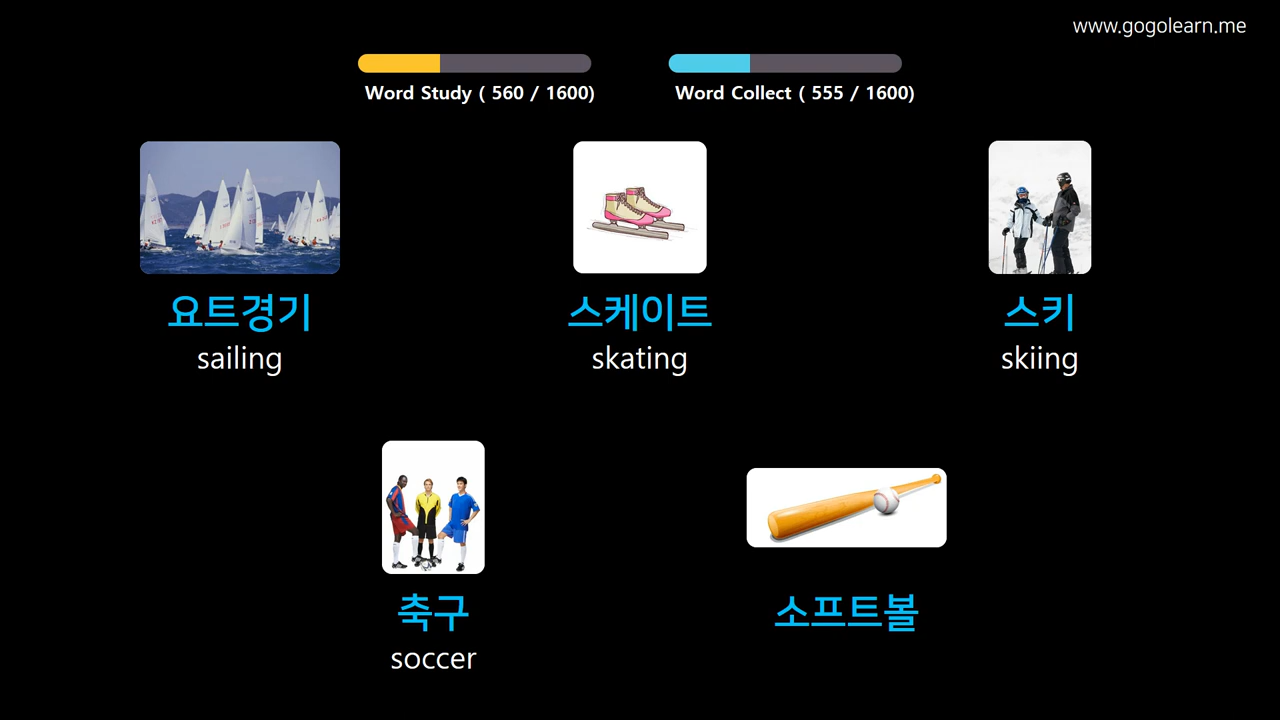 www.gogolearn.me
Word Study ( 560 / 1600)
Word Collect ( 555 / 1600)
요트경기
sailing
스케이트
skating
스키
skiing
축구
soccer
소프트볼